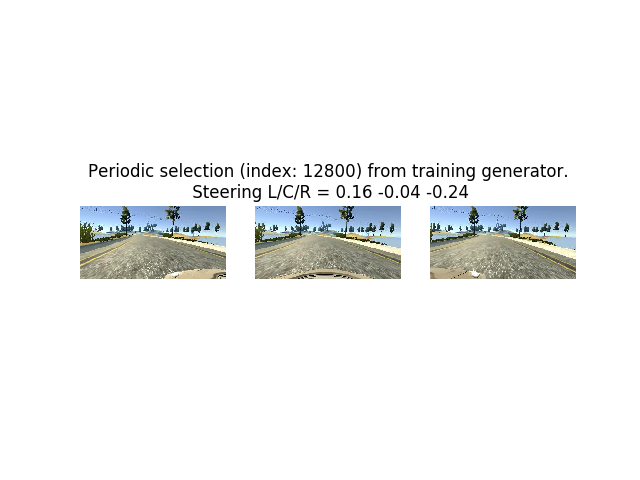 Periodic selection (index: 12800) from training generator.
Steering L/C/R = 0.16 -0.04 -0.24